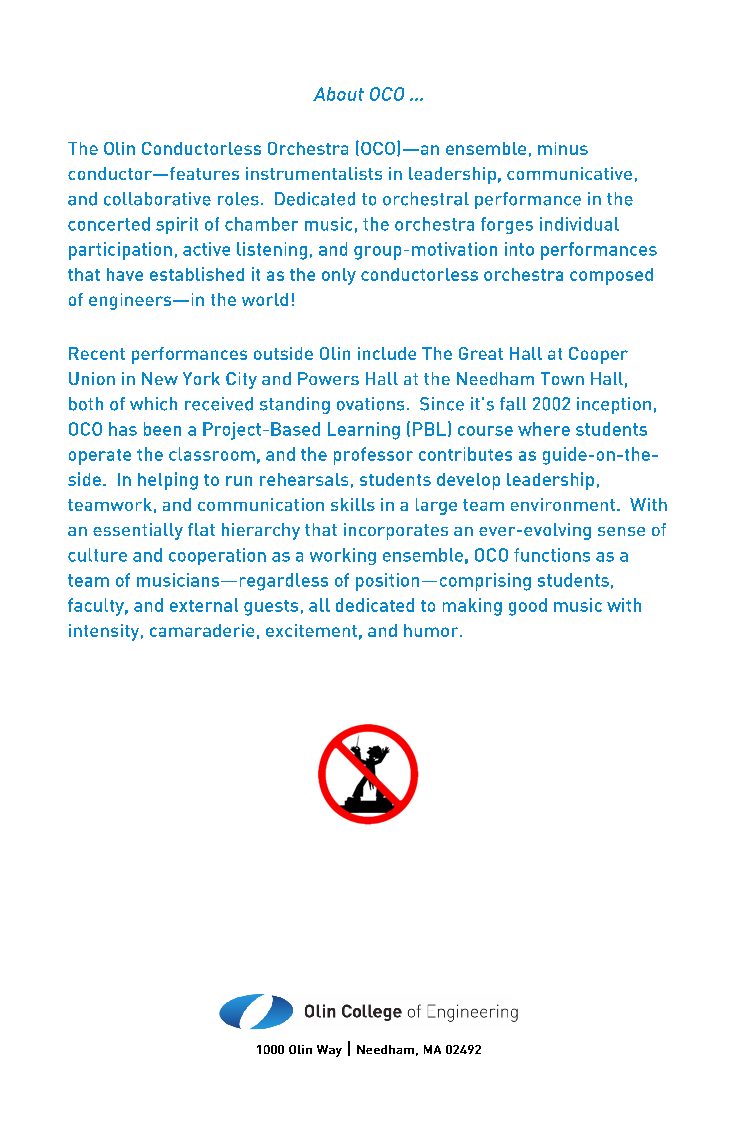 About OCO ...
The Olin Conductorless Orchestra (OCO)—an ensemble, minus
conductor—features instrumentalists in leadership, communicative,
and collaborative roles.  Dedicated to orchestral performance in the
concerted spirit of chamber music, the orchestra forges individual
participation, active listening, and group-motivation into performances
that have established it as the only conductorless orchestra composed
of engineers—in the world!
Recent performances outside Olin include The Great Hall at Cooper
Union in New York City and Powers Hall at the Needham Town Hall,
both of which received standing ovations.  Since it's fall 2002 inception,
OCO has been a Project-Based Learning (PBL) course where students
operate the classroom, and the professor contributes as guide-on-the-
side.  In helping to run rehearsals, students develop leadership,
teamwork, and communication skills in a large team environment.  With
an essentially flat hierarchy that incorporates an ever-evolving sense of
culture and cooperation as a working ensemble, OCO functions as a
team of musicians—regardless of position—comprising students,
faculty, and external guests, all dedicated to making good music with
intensity, camaraderie, excitement, and humor.
Olin College of Engineering
1000 Olin Way | Needham, MA 02492